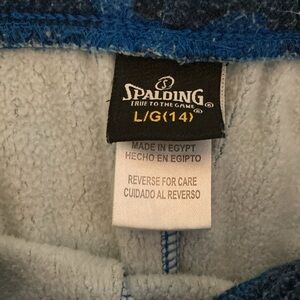 SPALDING®
TRUE TO THE GAME®
L/G(14)
MADE IN EGYPT
HECHO EN EGIPTO
REVERSE FOR CARE
CUIDADO AL REVERSO